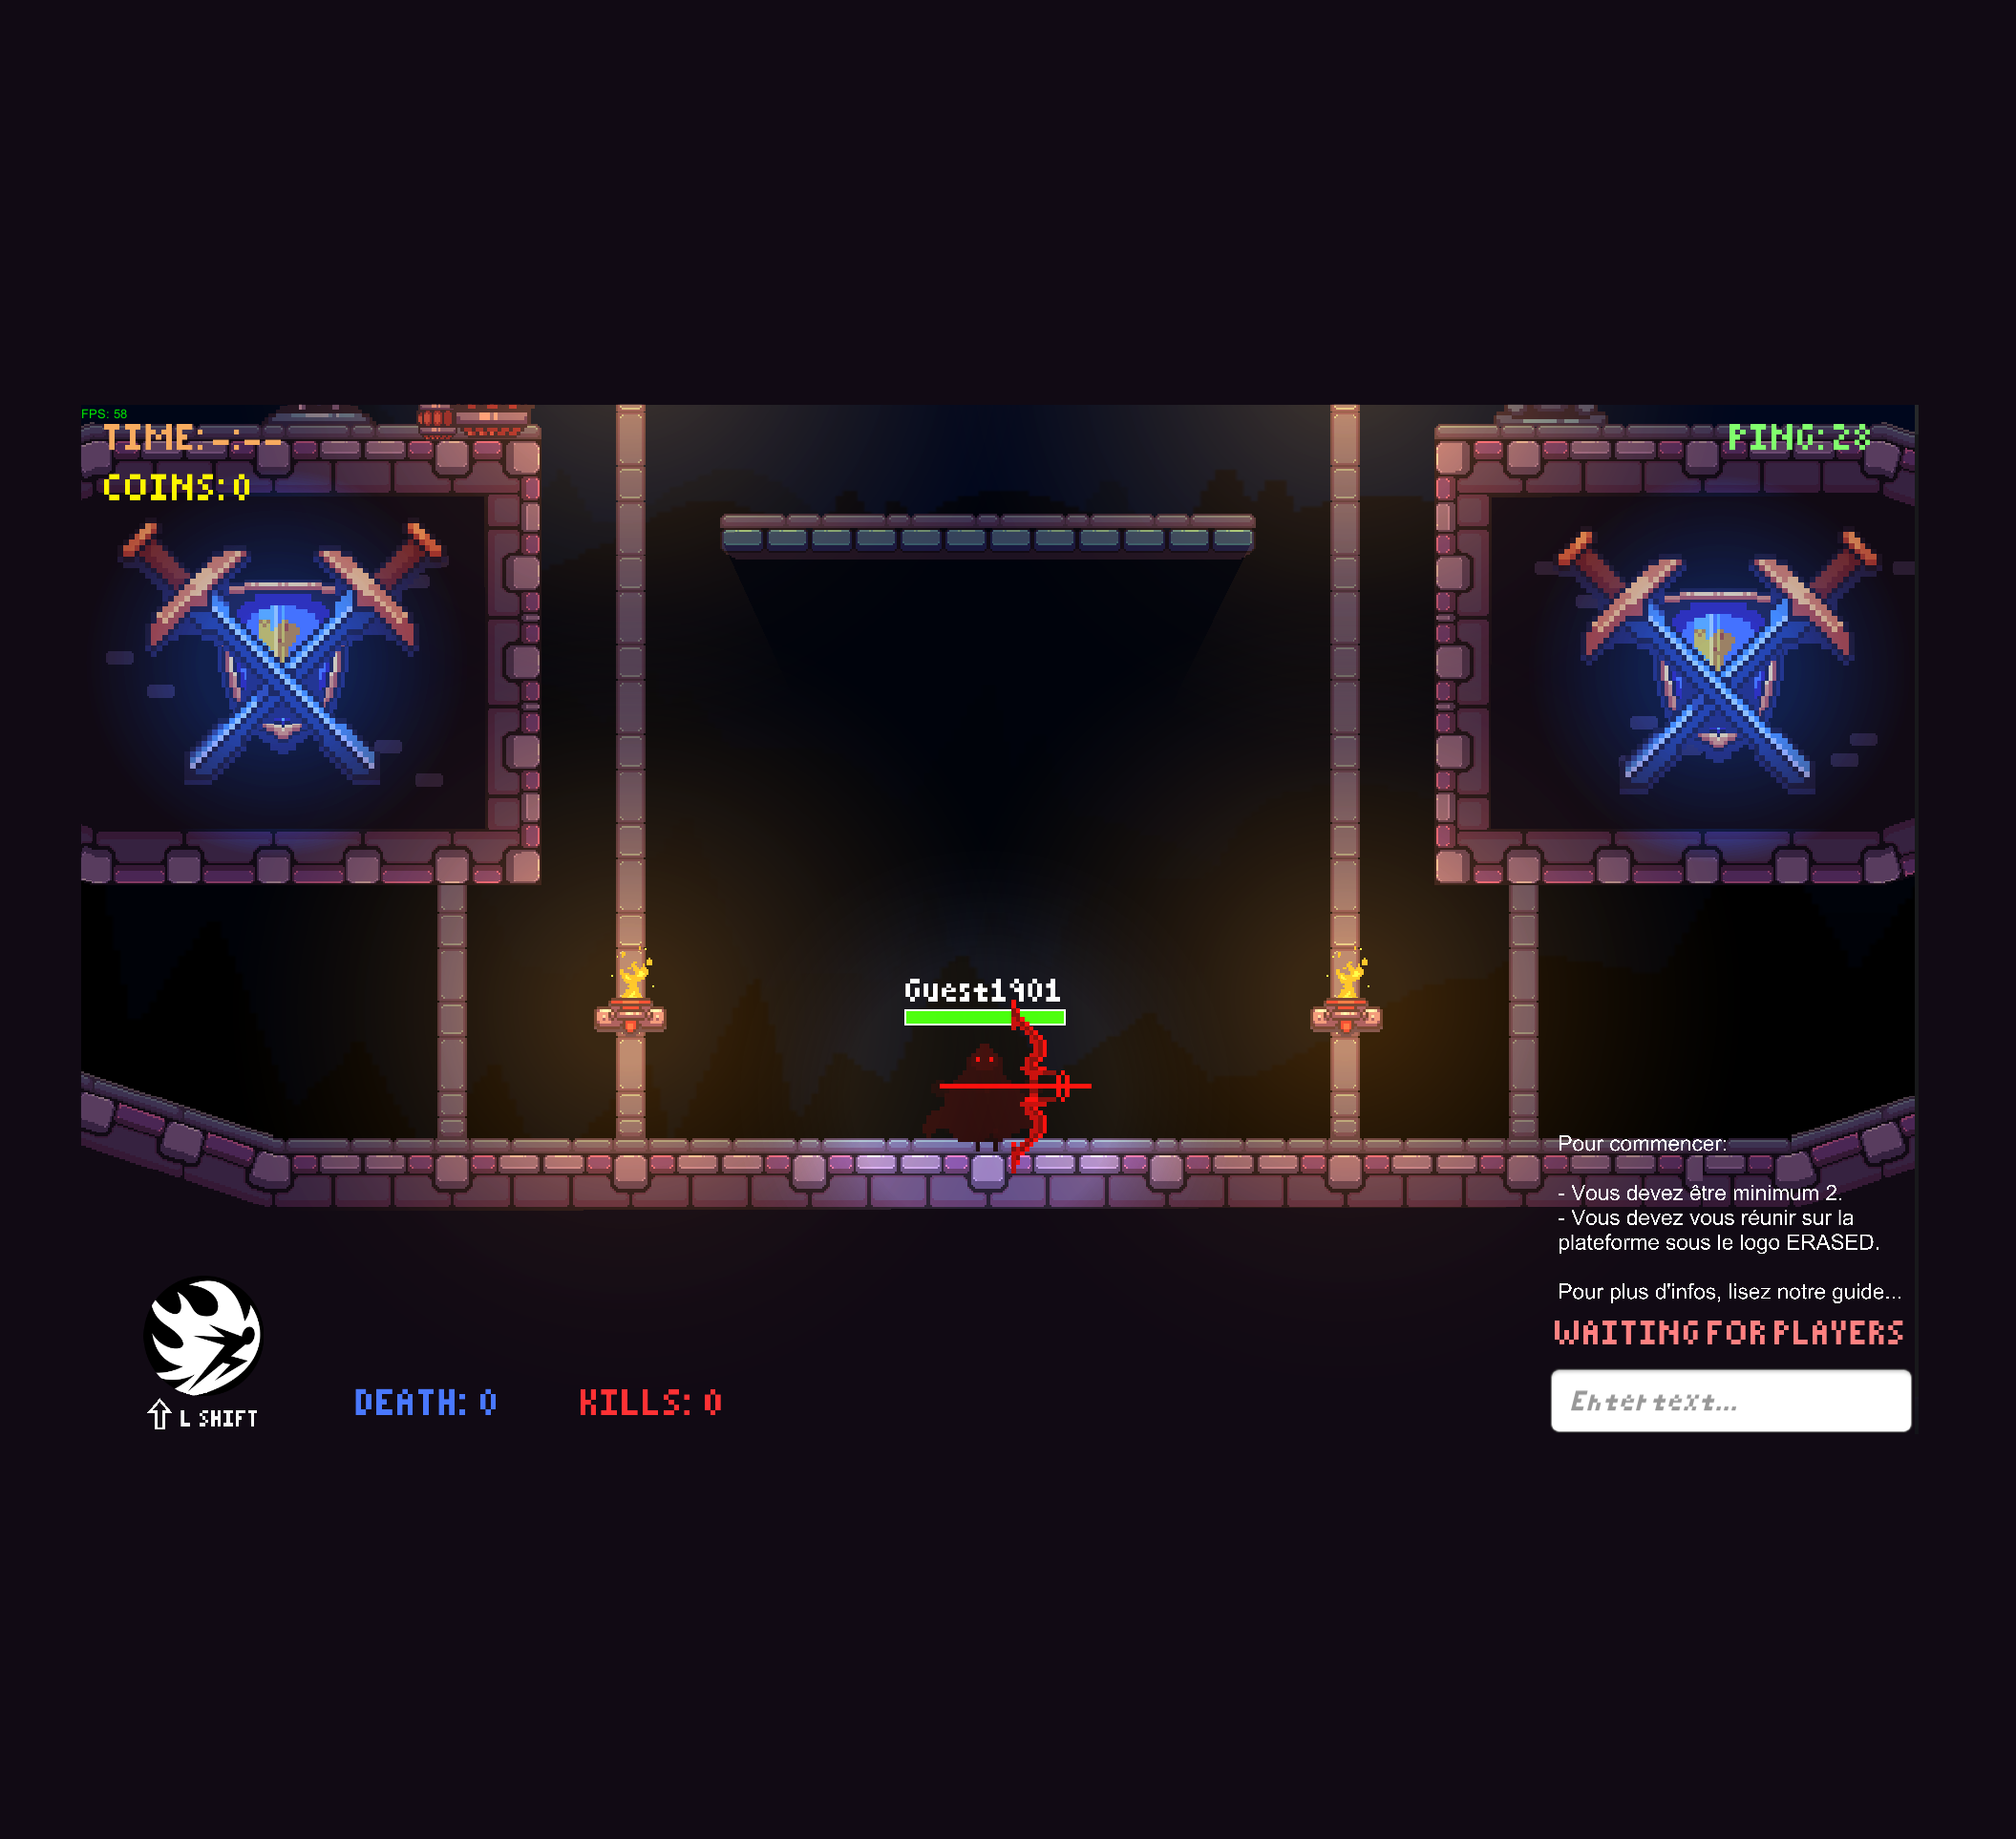 FPS: 58
TIME:-:--
PING:28
COINS:0
Guest1901
Pour commencer:
- Vous devez être minimum 2.
- Vous devez vous réunir sur la
plateforme sous le logo ERASED.
Pour plus d'infos, lisez notre guide...
WAITING FOR PLAYERS
L SHIFT
DEATH: 0
KILLS: 0
Enter text...